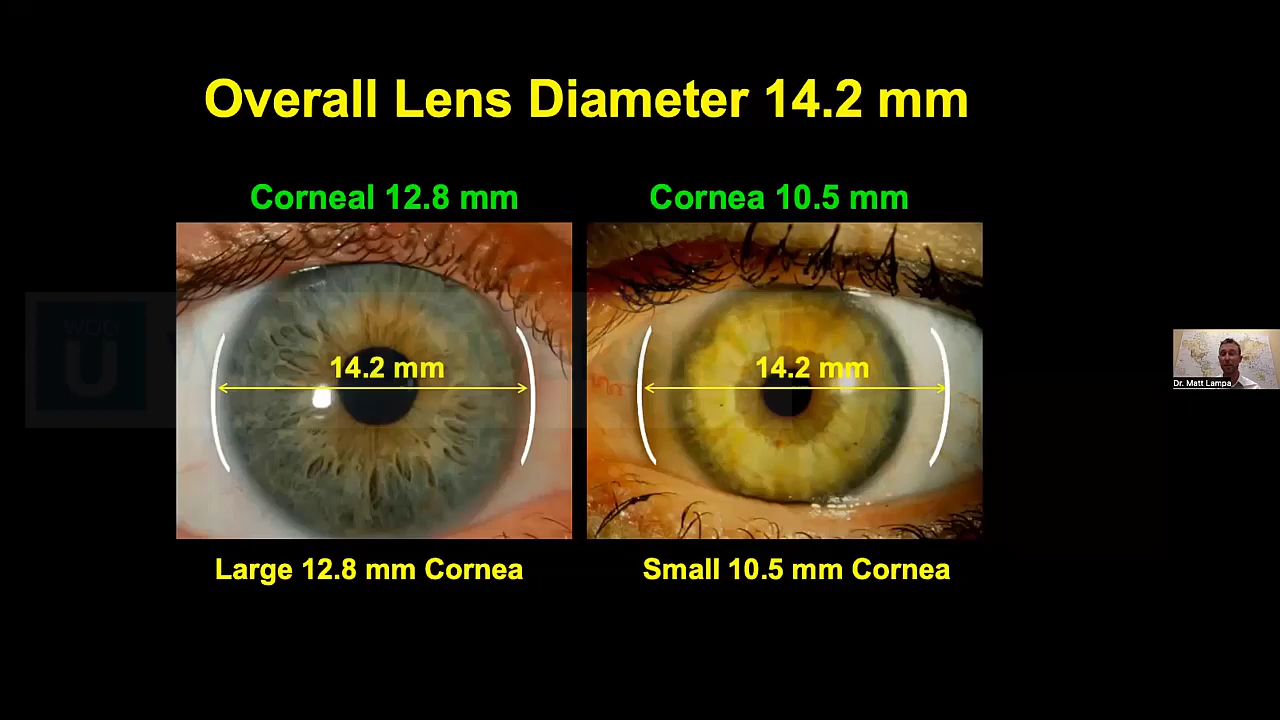 Overall Lens Diameter 14.2 mm
Corneal 12.8 mm
Cornea 10.5 mm
WOO
U
14.2 mm
14.2 mm
Dr. Matt Lampa
Large 12.8 mm Cornea
Small 10.5 mm Cornea